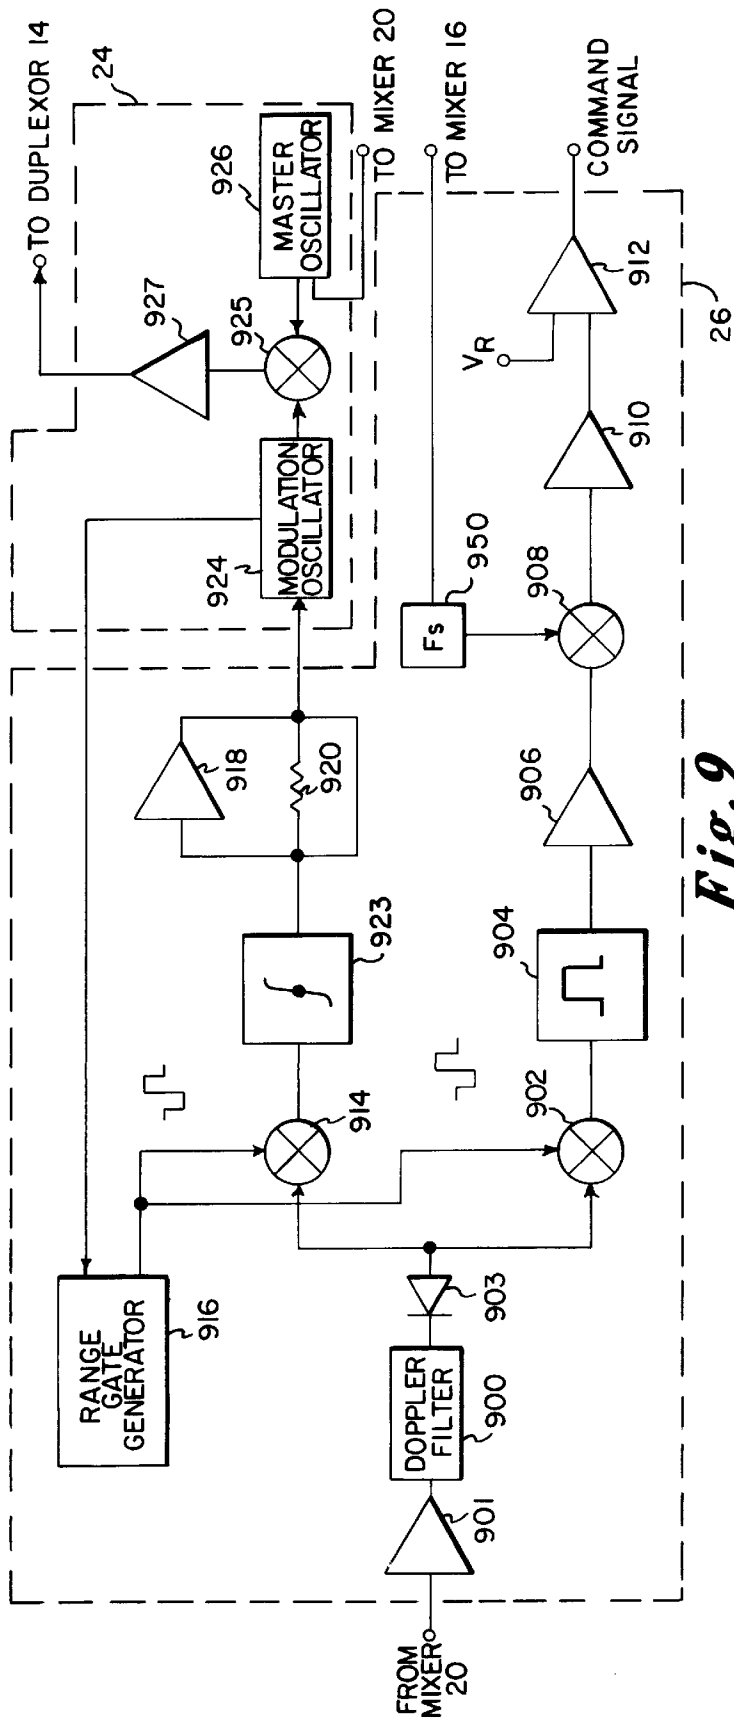 TO DUPLEXOR 14
24
927
925
MASTER
OSCILLATOR
926
TO MIXER 20
MODULATION
OSCILLATOR
924
TO MIXER 16
RANGE
GATE
GENERATOR
916
914
923
918
920
Fs
950
FROM
MIXER
20
901
DOPPLER
FILTER
900
903
902
904
906
908
910
VR
912
COMMAND
SIGNAL
26
Fig. 9